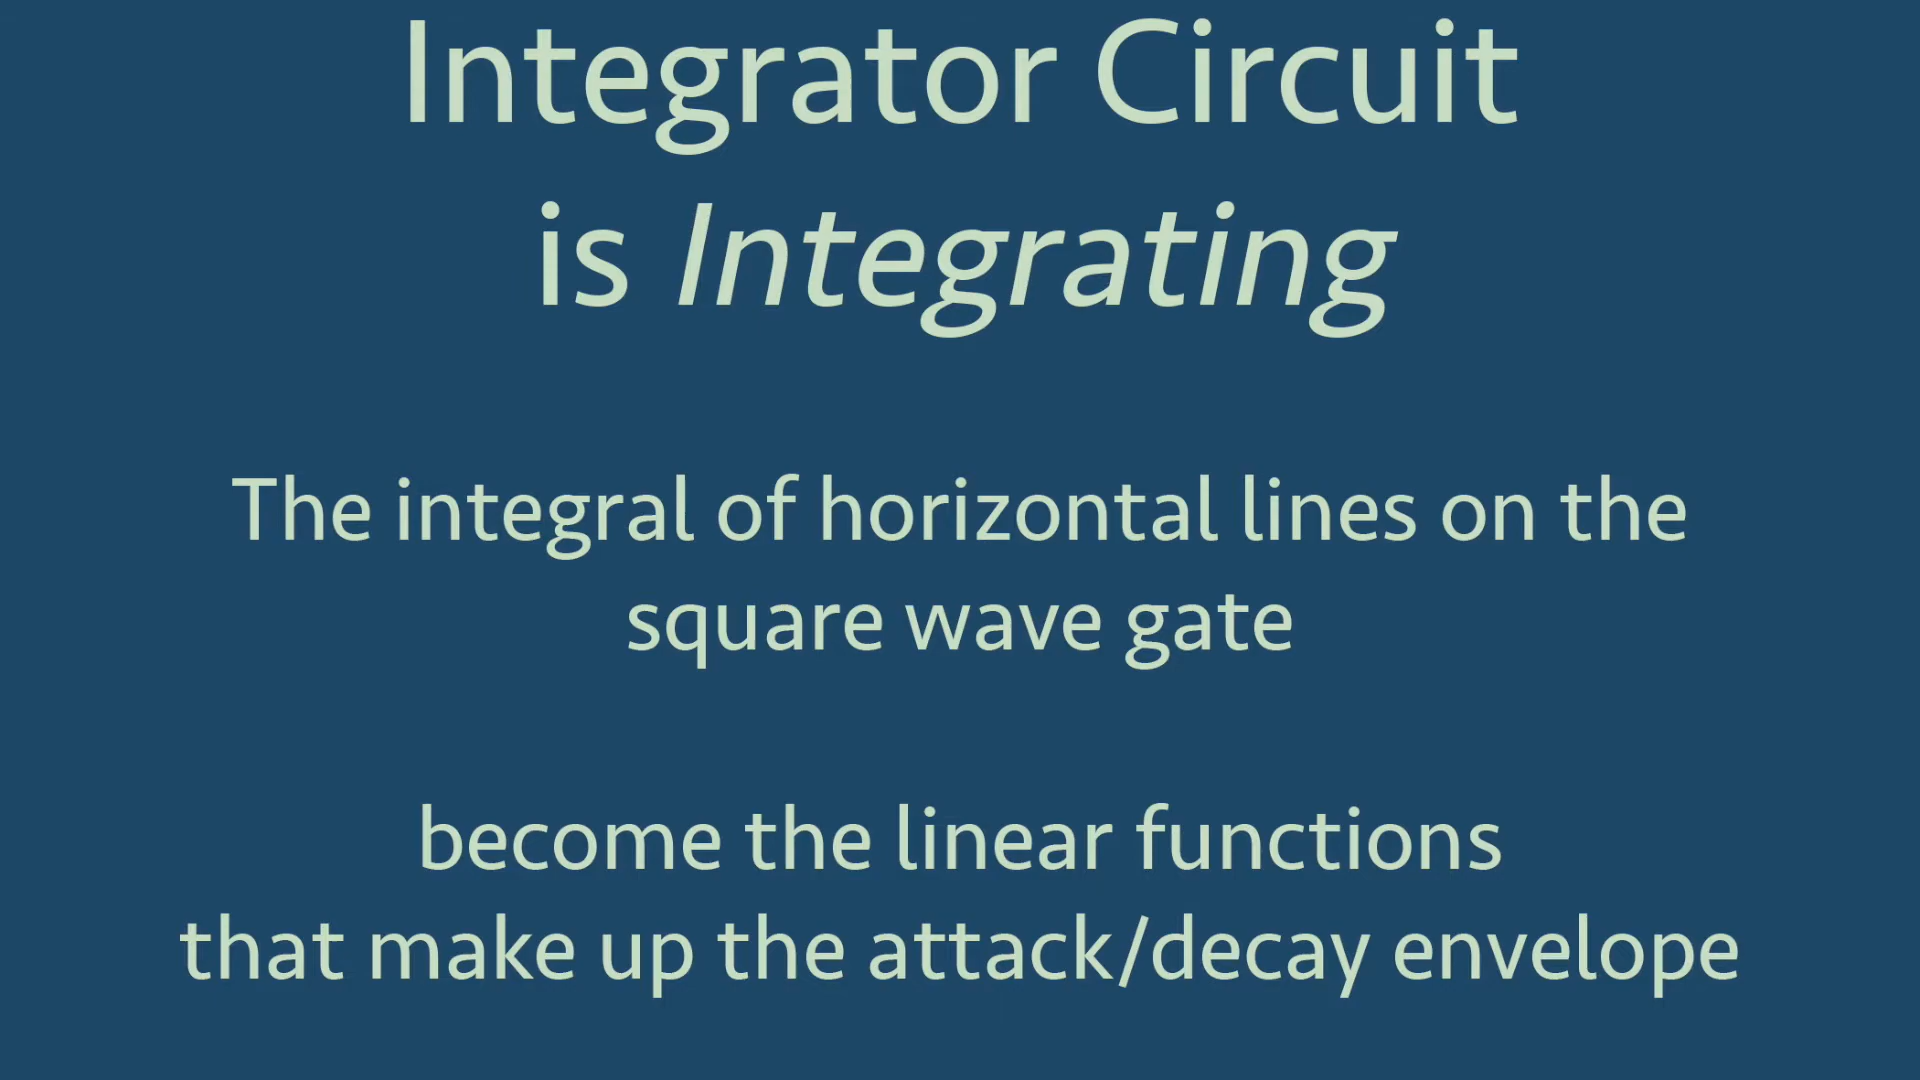 Integrator Circuit
is Integrating
The integral of horizontal lines on the
square wave gate
become the linear functions
that make up the attack/decay envelope